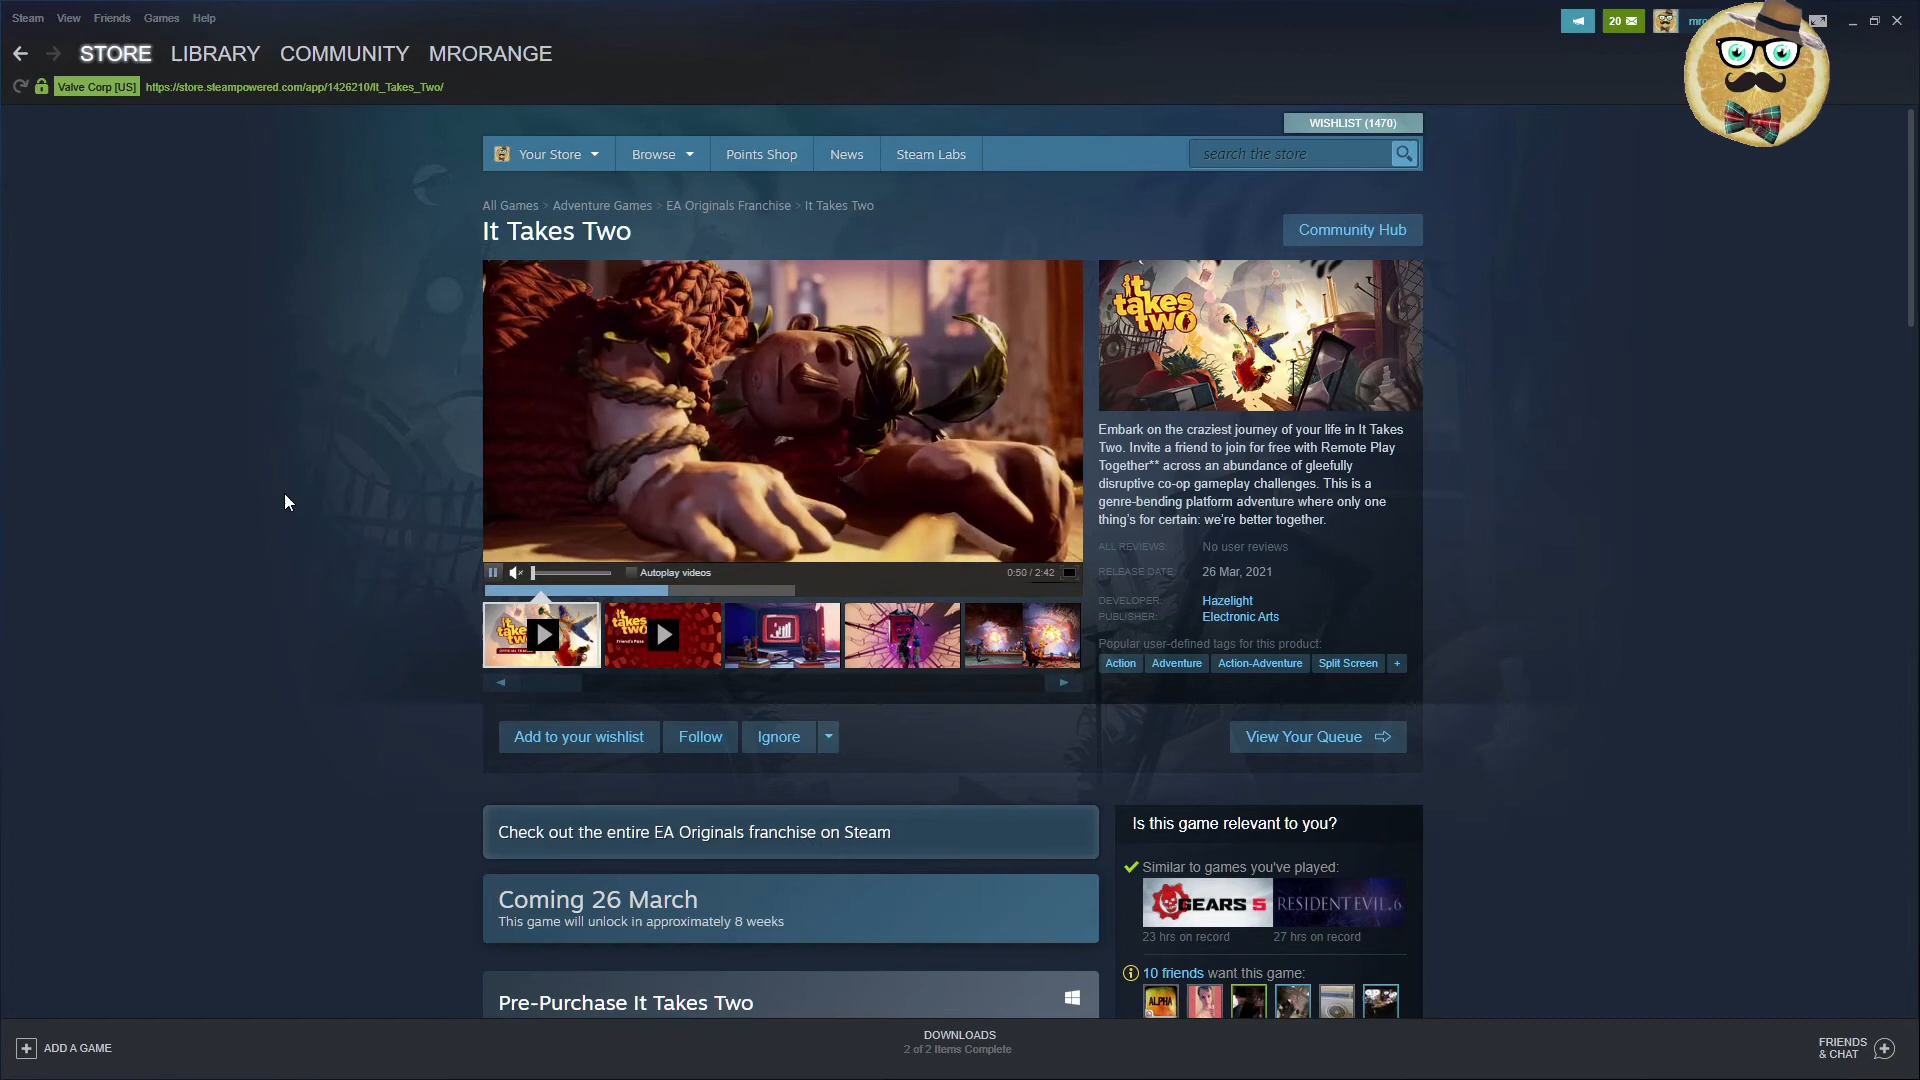 Steam View Friends Games Help
20 mro
STORE LIBRARY COMMUNITY MRORANGE
Valve Corp [US] https://store.steampowered.com/app/1426210/It_Takes_Two/
WISHLIST (1470)
Your Store Browse Points Shop News Steam Labs search the store
All Games > Adventure Games > EA Originals Franchise > It Takes Two
It Takes Two
Community Hub
it takes two
Embark on the craziest journey of your life in It Takes
Two. Invite a friend to join for free with Remote Play
Together** across an abundance of gleefully
disruptive co-op gameplay challenges. This is a
genre-bending platform adventure where only one
thing's for certain: we're better together.
ALL REVIEWS: No user reviews
RELEASE DATE: 26 Mar, 2021
DEVELOPER: Hazelight
PUBLISHER: Electronic Arts
Popular user-defined tags for this product:
Action Adventure Action-Adventure Split Screen +
Autoplay videos 0:50 / 2:42
Add to your wishlist Follow Ignore View Your Queue
Check out the entire EA Originals franchise on Steam
Coming 26 March
This game will unlock in approximately 8 weeks
Pre-Purchase It Takes Two
Is this game relevant to you?
Similar to games you've played:
GEARS 5 RESIDENT EVIL 6
23 hrs on record 27 hrs on record
10 friends want this game:
ALPHA
ADD A GAME
DOWNLOADS
2 of 2 Items Complete
FRIENDS
& CHAT